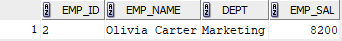 EMP_ID EMP_NAME DEPT EMP_SAL
1 2 Olivia Carter Marketing 8200